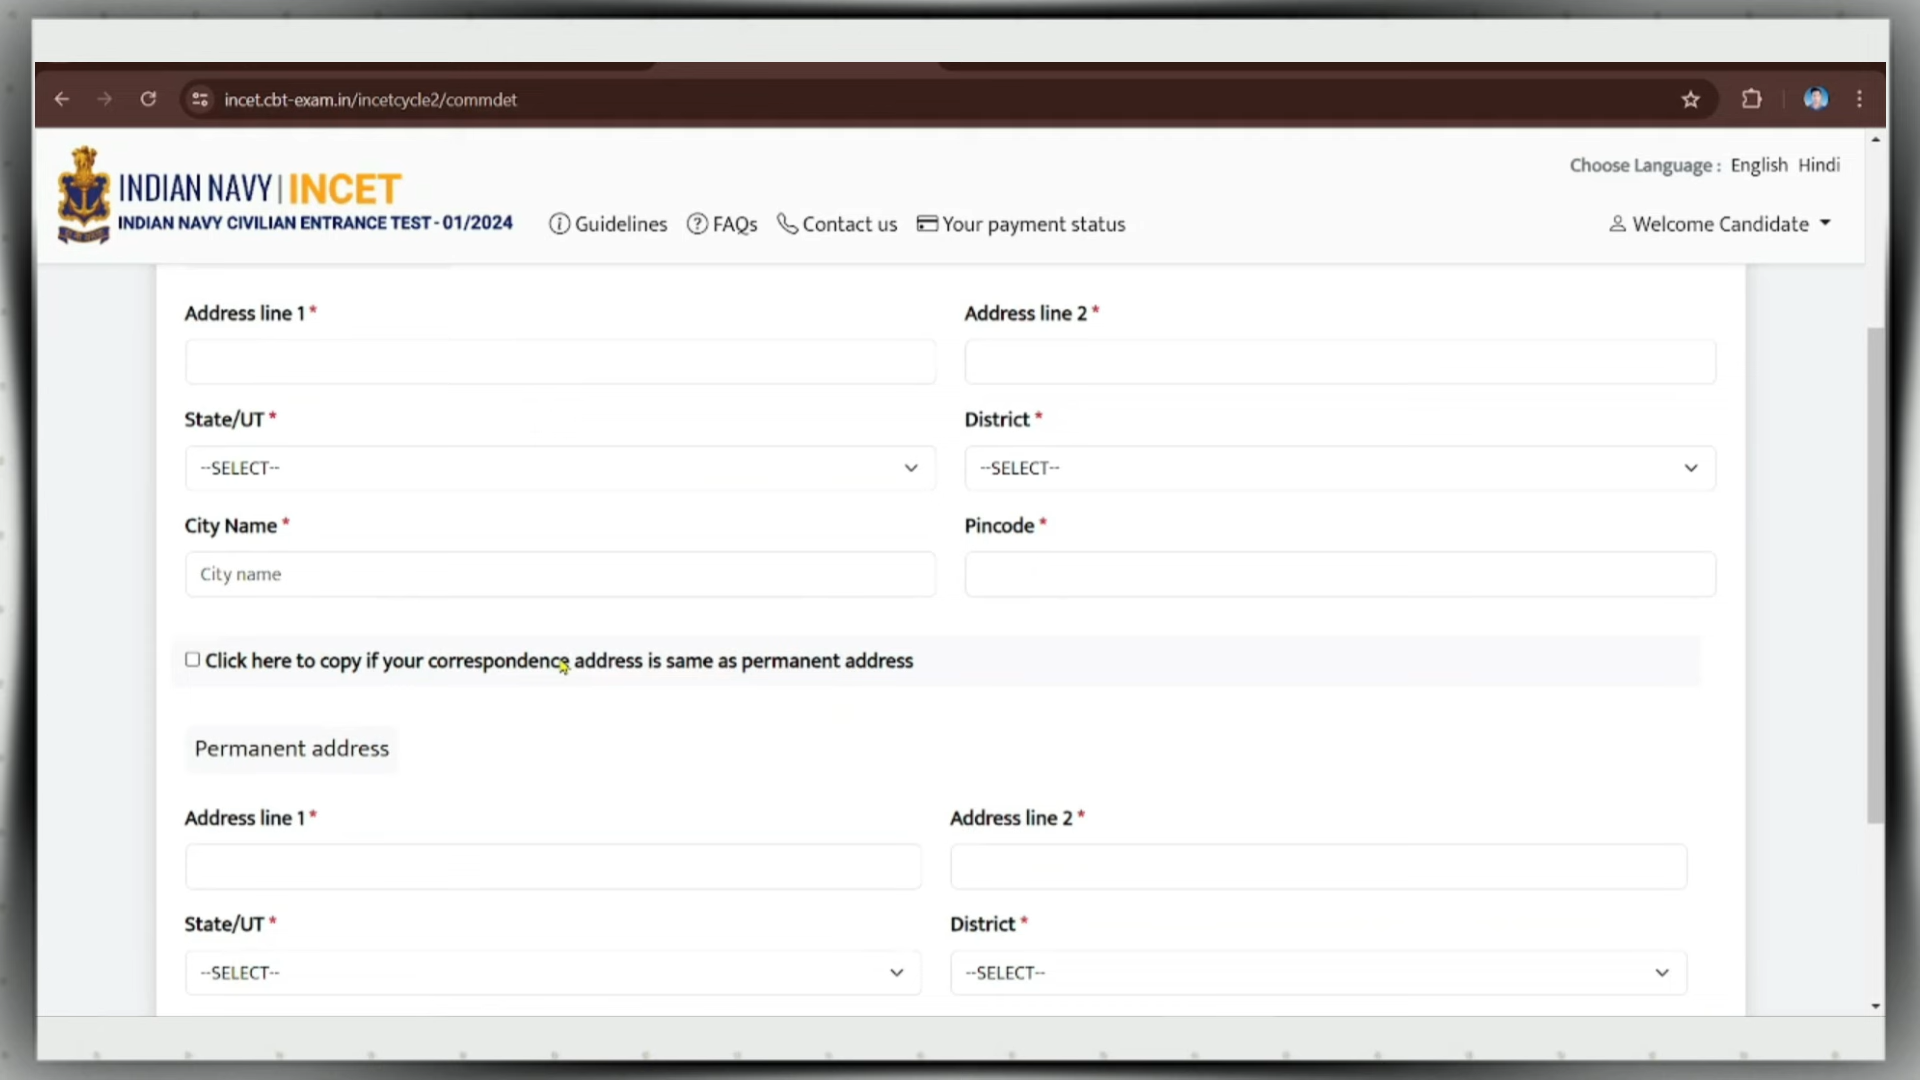 incet.cbt-exam.in/incetcycle2/commdet
Choose Language : English Hindi
INDIAN NAVY | INCET
INDIAN NAVY CIVILIAN ENTRANCE TEST - 01/2024
Guidelines FAQs Contact us Your payment status Welcome Candidate
Address line 1 * Address line 2 *
State/UT * District *
--SELECT-- --SELECT--
City Name * Pincode *
City name
Click here to copy if your correspondence address is same as permanent address
Permanent address
Address line 1 * Address line 2 *
State/UT * District *
--SELECT-- --SELECT--